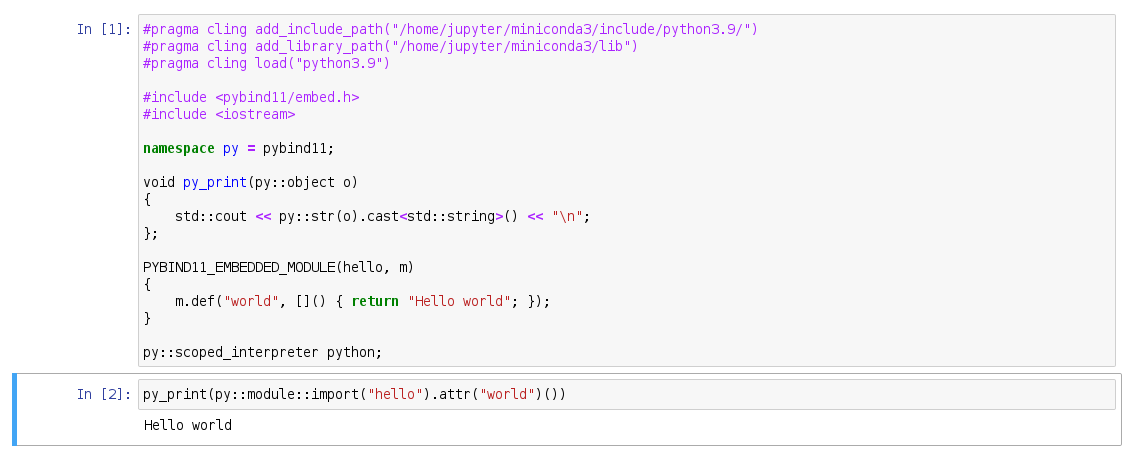 In [1]: #pragma cling add_include_path("/home/jupyter/miniconda3/include/python3.9/")
#pragma cling add_library_path("/home/jupyter/miniconda3/lib")
#pragma cling load("python3.9")

#include <pybind11/embed.h>
#include <iostream>

namespace py = pybind11;

void py_print(py::object o)
{
    std::cout << py::str(o).cast<std::string>() << "\n";
};

PYBIND11_EMBEDDED_MODULE(hello, m)
{
    m.def("world", []() { return "Hello world"; });
}

py::scoped_interpreter python;
In [2]: py_print(py::module::import("hello").attr("world")())
Hello world